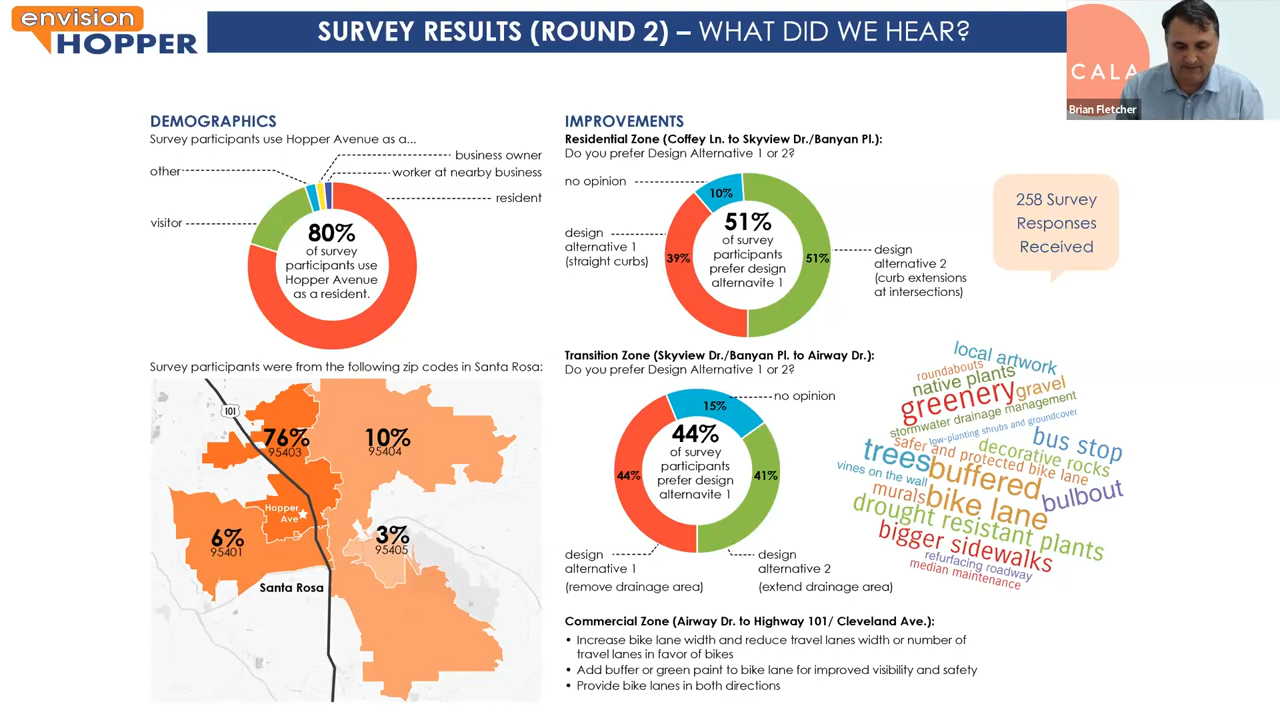 envision
HOPPER
SURVEY RESULTS (ROUND 2) – WHAT DID WE HEAR?
CALA
Brian Fletcher
DEMOGRAPHICS
Survey participants use Hopper Avenue as a...
business owner
other
worker at nearby business
resident
visitor
80%
of survey
participants use
Hopper Avenue
as a resident.
Survey participants were from the following zip codes in Santa Rosa:
101
76%
95403
10%
95404
Hopper
Ave
6%
95401
3%
95405
Santa Rosa
IMPROVEMENTS
Residential Zone (Coffey Ln. to Skyview Dr./Banyan Pl.):
Do you prefer Design Alternative 1 or 2?
no opinion
10%
51%
of survey
participants
prefer design
alternavite 1
design
alternative 1
(straight curbs)
39%
51%
design
alternative 2
(curb extensions
at intersections)
Transition Zone (Skyview Dr./Banyan Pl. to Airway Dr.):
Do you prefer Design Alternative 1 or 2?
no opinion
15%
44%
of survey
participants
prefer design
alternavite 1
44%
41%
design
alternative 1
(remove drainage area)
design
alternative 2
(extend drainage area)
Commercial Zone (Airway Dr. to Highway 101/ Cleveland Ave.):
• Increase bike lane width and reduce travel lanes width or number of
travel lanes in favor of bikes
• Add buffer or green paint to bike lane for improved visibility and safety
• Provide bike lanes in both directions
258 Survey
Responses
Received
local artwork
roundabouts
native plants
greenery
gravel
stormwater drainage management
low-planting shrubs and groundcover
bus stop
safer and protected bike lane
decorative rocks
trees
vines on the wall
buffered
bike lane
murals
bulbout
drought resistant plants
bigger sidewalks
refurfacing roadway
median maintenance